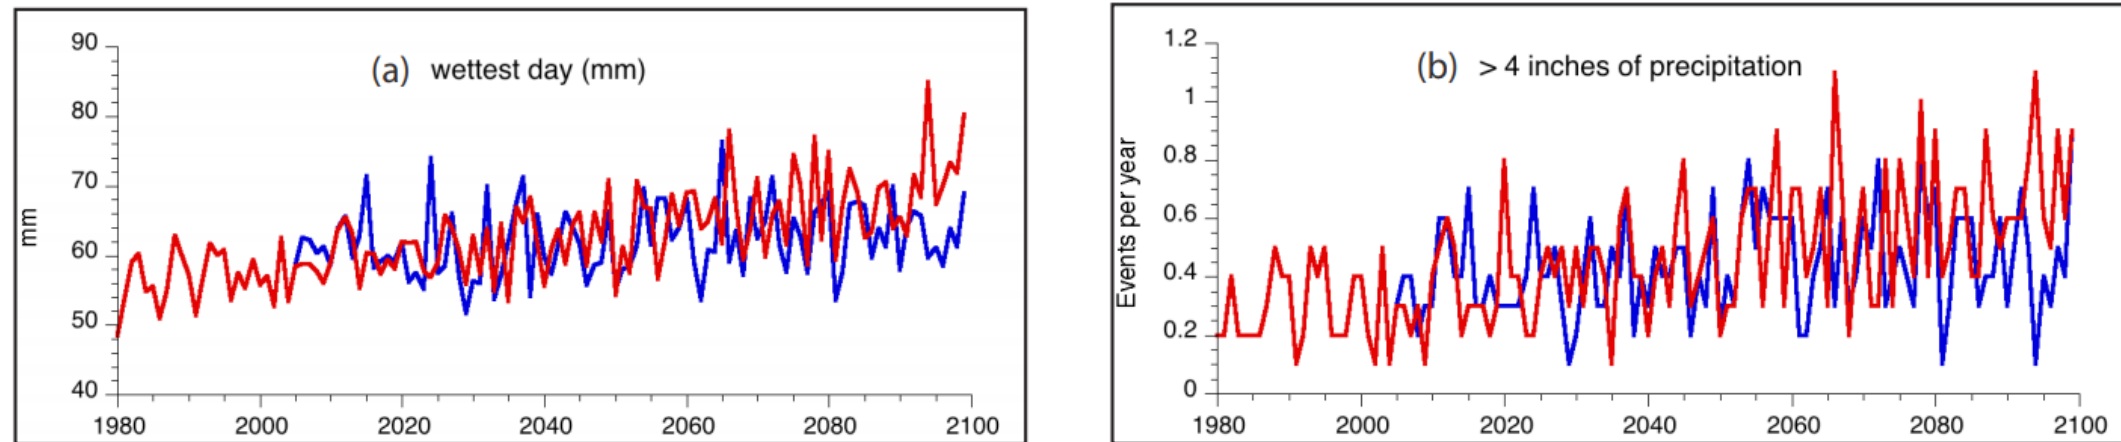 (a) wettest day (mm)
90
80
70
60
50
40
mm
1980 2000 2020 2040 2060 2080 2100
(b) > 4 inches of precipitation
1.2
1
0.8
0.6
0.4
0.2
0
Events per year
1980 2000 2020 2040 2060 2080 2100